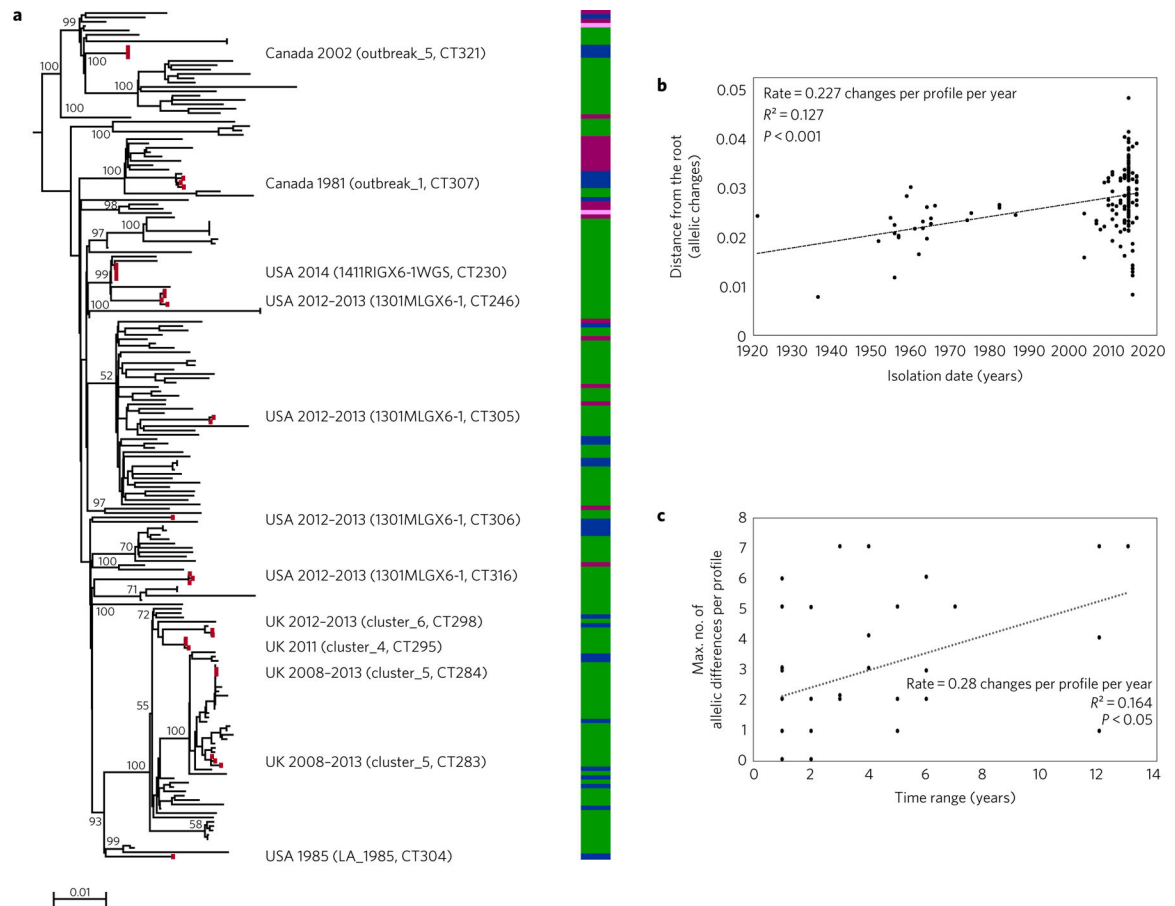 a
99
Canada 2002 (outbreak_5, CT321)
100
100
100
100
100
100
Canada 1981 (outbreak_1, CT307)
98
100
97
USA 2014 (1411RIGX6-1WGS, CT230)
99
USA 2012–2013 (1301MLGX6-1, CT246)
100
52
USA 2012–2013 (1301MLGX6-1, CT305)
97
USA 2012–2013 (1301MLGX6-1, CT306)
70
100
USA 2012–2013 (1301MLGX6-1, CT316)
71
100
72
UK 2012–2013 (cluster_6, CT298)
UK 2011 (cluster_4, CT295)
UK 2008–2013 (cluster_5, CT284)
55
100
UK 2008–2013 (cluster_5, CT283)
100
93
58
99
USA 1985 (LA_1985, CT304)
0.01
b
Rate = 0.227 changes per profile per year
R² = 0.127
P < 0.001
0.05
0.04
0.03
0.02
0.01
0
Distance from the root
(allelic changes)
1920 1930 1940 1950 1960 1970 1980 1990 2000 2010 2020
Isolation date (years)
c
8
7
6
5
4
3
2
1
0
Max. no. of
allelic differences per profile
Rate = 0.28 changes per profile per year
R² = 0.164
P < 0.05
0 2 4 6 8 10 12 14
Time range (years)